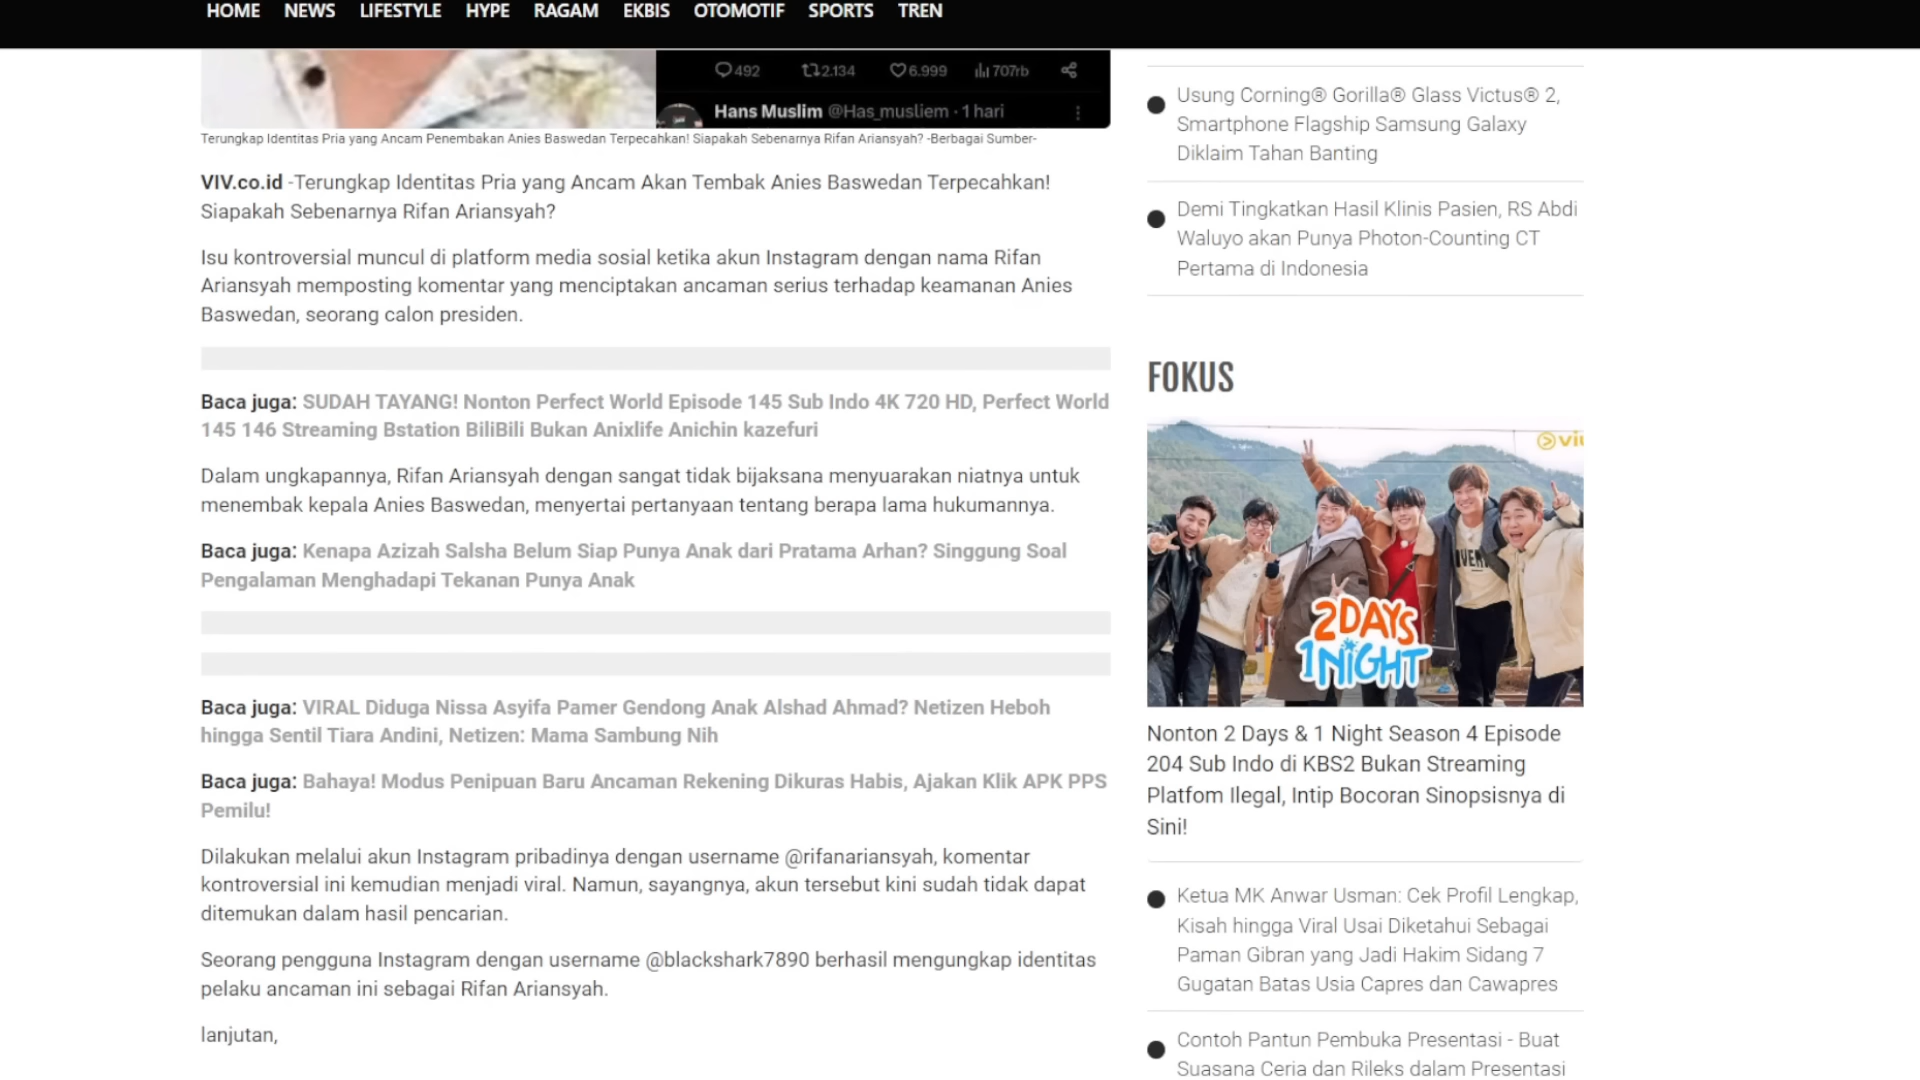 HOME NEWS LIFESTYLE HYPE RAGAM EKBIS OTOMOTIF SPORTS TREN
492 2.134 6.999 707rb
Hans Muslim @Has_musliem · 1 hari
Terungkap Identitas Pria yang Ancam Penembakan Anies Baswedan Terpecahkan! Siapakah Sebenarnya Rifan Ariansyah? -Berbagai Sumber-
VIV.co.id -Terungkap Identitas Pria yang Ancam Akan Tembak Anies Baswedan Terpecahkan!
Siapakah Sebenarnya Rifan Ariansyah?
Isu kontroversial muncul di platform media sosial ketika akun Instagram dengan nama Rifan
Ariansyah memposting komentar yang menciptakan ancaman serius terhadap keamanan Anies
Baswedan, seorang calon presiden.
Baca juga: SUDAH TAYANG! Nonton Perfect World Episode 145 Sub Indo 4K 720 HD, Perfect World
145 146 Streaming Bstation BiliBili Bukan Anixlife Anichin kazefuri
Dalam ungkapannya, Rifan Ariansyah dengan sangat tidak bijaksana menyuarakan niatnya untuk
menembak kepala Anies Baswedan, menyertai pertanyaan tentang berapa lama hukumannya.
Baca juga: Kenapa Azizah Salsha Belum Siap Punya Anak dari Pratama Arhan? Singgung Soal
Pengalaman Menghadapi Tekanan Punya Anak
Baca juga: VIRAL Diduga Nissa Asyifa Pamer Gendong Anak Alshad Ahmad? Netizen Heboh
hingga Sentil Tiara Andini, Netizen: Mama Sambung Nih
Baca juga: Bahaya! Modus Penipuan Baru Ancaman Rekening Dikuras Habis, Ajakan Klik APK PPS
Pemilu!
Dilakukan melalui akun Instagram pribadinya dengan username @rifanariansyah, komentar
kontroversial ini kemudian menjadi viral. Namun, sayangnya, akun tersebut kini sudah tidak dapat
ditemukan dalam hasil pencarian.
Seorang pengguna Instagram dengan username @blackshark7890 berhasil mengungkap identitas
pelaku ancaman ini sebagai Rifan Ariansyah.
lanjutan,
Usung Corning® Gorilla® Glass Victus® 2,
Smartphone Flagship Samsung Galaxy
Diklaim Tahan Banting
Demi Tingkatkan Hasil Klinis Pasien, RS Abdi
Waluyo akan Punya Photon-Counting CT
Pertama di Indonesia
FOKUS
viu
2 DAYS
1 NIGHT
Nonton 2 Days & 1 Night Season 4 Episode
204 Sub Indo di KBS2 Bukan Streaming
Platfom Ilegal, Intip Bocoran Sinopsisnya di
Sini!
Ketua MK Anwar Usman: Cek Profil Lengkap,
Kisah hingga Viral Usai Diketahui Sebagai
Paman Gibran yang Jadi Hakim Sidang 7
Gugatan Batas Usia Capres dan Cawapres
Contoh Pantun Pembuka Presentasi - Buat
Suasana Ceria dan Rileks dalam Presentasi